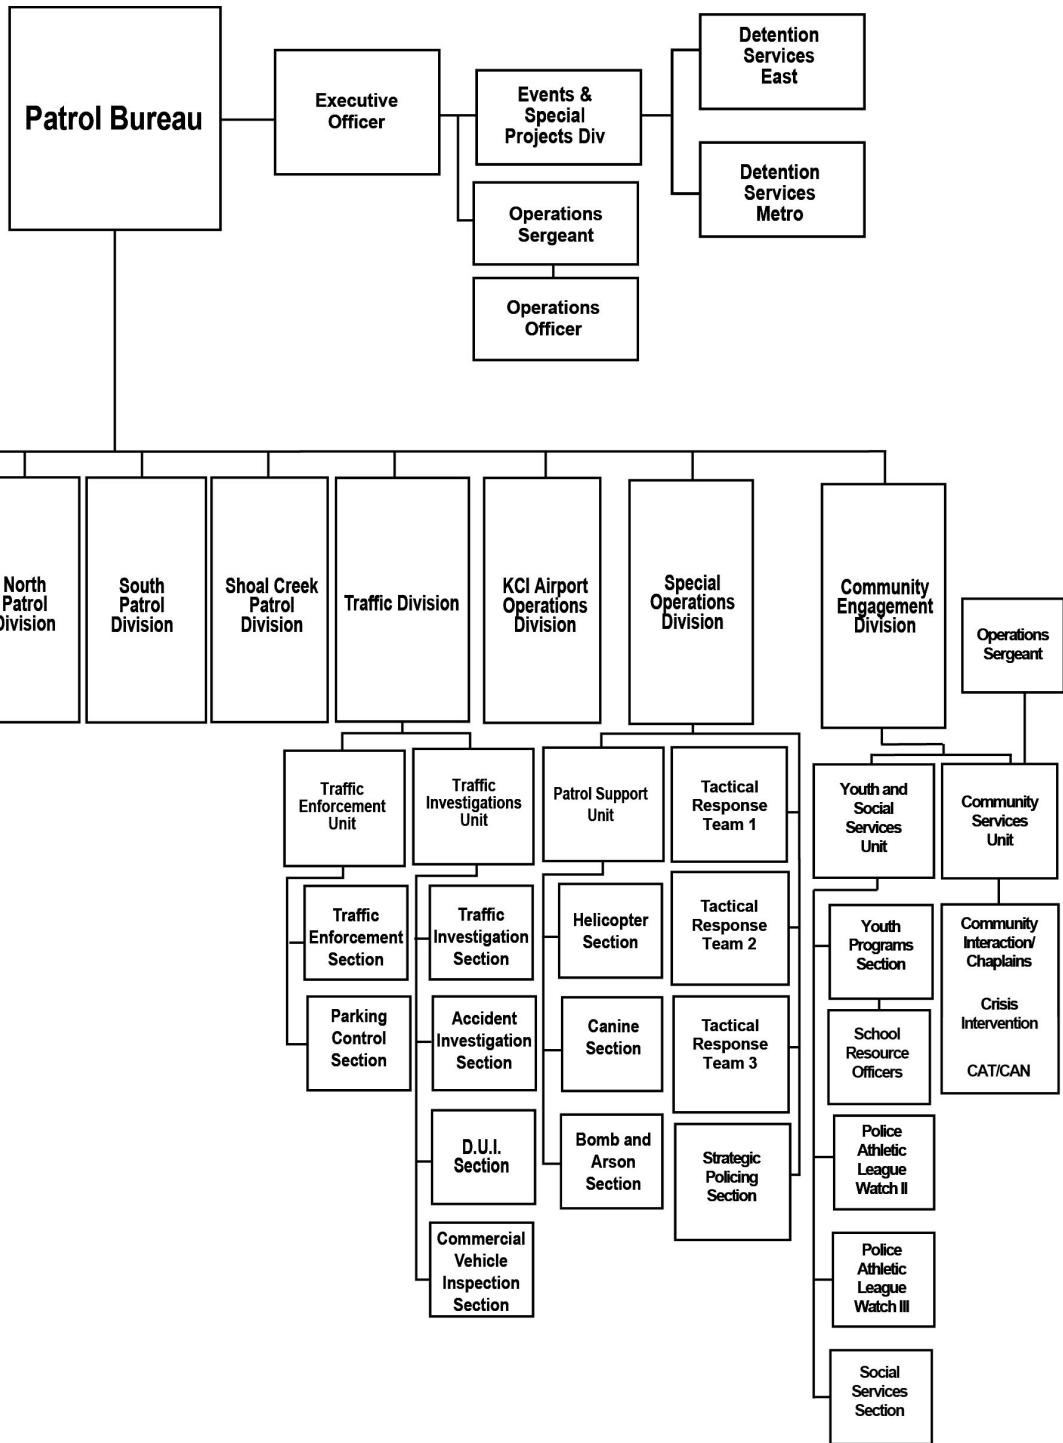 Patrol Bureau
Executive
Officer
Events &
Special
Projects Div
Detention
Services
East
Detention
Services
Metro
Operations
Sergeant
Operations
Officer
North
Patrol
Division
South
Patrol
Division
Shoal Creek
Patrol
Division
Traffic Division
KCI Airport
Operations
Division
Special
Operations
Division
Community
Engagement
Division
Operations
Sergeant
Traffic
Enforcement
Unit
Traffic
Investigations
Unit
Patrol Support
Unit
Tactical
Response
Team 1
Youth and
Social
Services
Unit
Community
Services
Unit
Traffic
Enforcement
Section
Parking
Control
Section
Traffic
Investigation
Section
Accident
Investigation
Section
D.U.I.
Section
Commercial
Vehicle
Inspection
Section
Helicopter
Section
Canine
Section
Bomb and
Arson
Section
Tactical
Response
Team 2
Tactical
Response
Team 3
Strategic
Policing
Section
Youth
Programs
Section
School
Resource
Officers
Police
Athletic
League
Watch II
Police
Athletic
League
Watch III
Social
Services
Section
Community
Interaction/
Chaplains
Crisis
Intervention
CAT/CAN